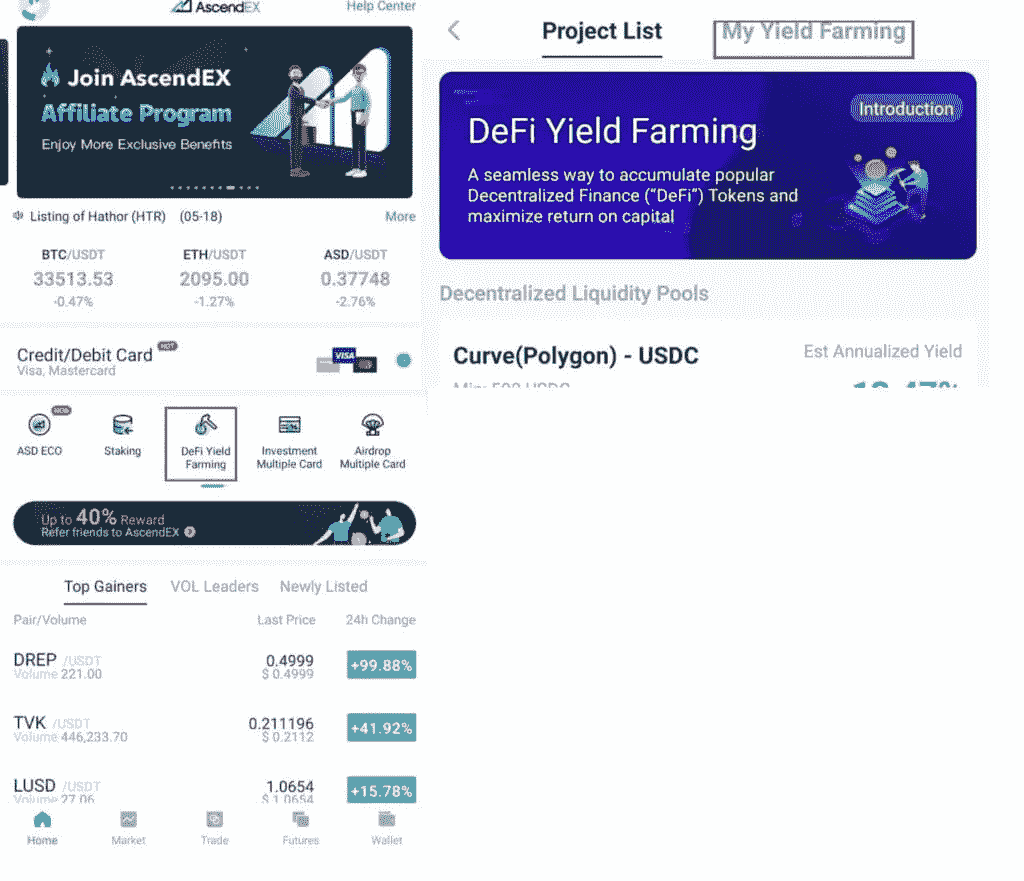 AscendEX
Help Center
Join AscendEX
Affiliate Program
Enjoy More Exclusive Benefits
Listing of Hathor (HTR) (05-18)
More
BTC/USDT
ETH/USDT
ASD/USDT
33513.53
2095.00
0.37748
-0.47%
-1.27%
-2.76%
Credit/Debit Card
HOT
Visa, Mastercard
VISA
ASD ECO
Staking
DeFi Yield
Farming
Investment
Multiple Card
Airdrop
Multiple Card
Up to 40% Reward
Refer friends to AscendEX
Top Gainers
VOL Leaders
Newly Listed
Pair/Volume
Last Price
24h Change
DREP /USDT
0.4999
+99.88%
Volume 221.00
$ 0.4999
TVK /USDT
0.211196
+41.92%
Volume 446,233.70
$ 0.2112
LUSD /USDT
1.0654
+15.78%
Volume 27.06
$ 1.0654
Home
Market
Trade
Futures
Wallet
Project List
My Yield Farming
Introduction
DeFi Yield Farming
A seamless way to accumulate popular
Decentralized Finance (“DeFi”) Tokens and
maximize return on capital
Decentralized Liquidity Pools
Curve(Polygon) - USDC
Est Annualized Yield
Min: 500 USDC